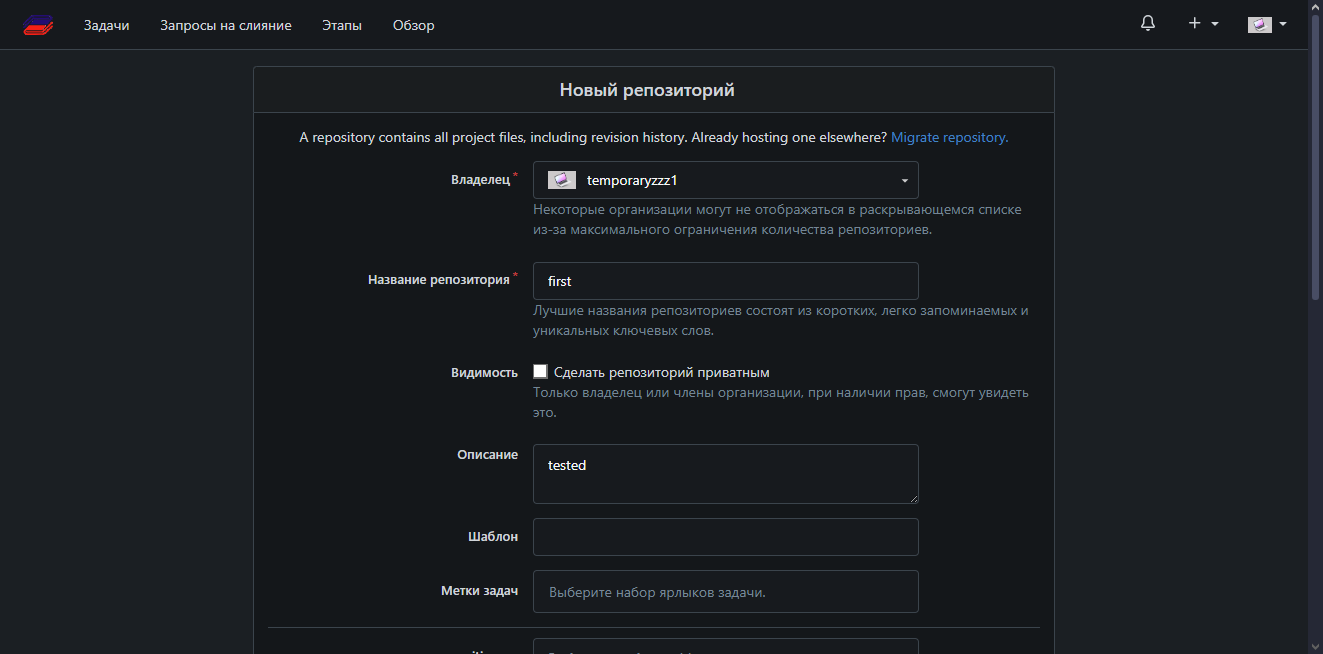 Задачи Запросы на слияние Этапы Обзор
Новый репозиторий
A repository contains all project files, including revision history. Already hosting one elsewhere? Migrate repository.
Владелец* temporaryzzz1
Некоторые организации могут не отображаться в раскрывающемся списке
из-за максимального ограничения количества репозиториев.
Название репозитория* first
Лучшие названия репозиториев состоят из коротких, легко запоминаемых и
уникальных ключевых слов.
Видимость Сделать репозиторий приватным
Только владелец или члены организации, при наличии прав, смогут увидеть
это.
Описание tested
Шаблон
Метки задач Выберите набор ярлыков задачи.